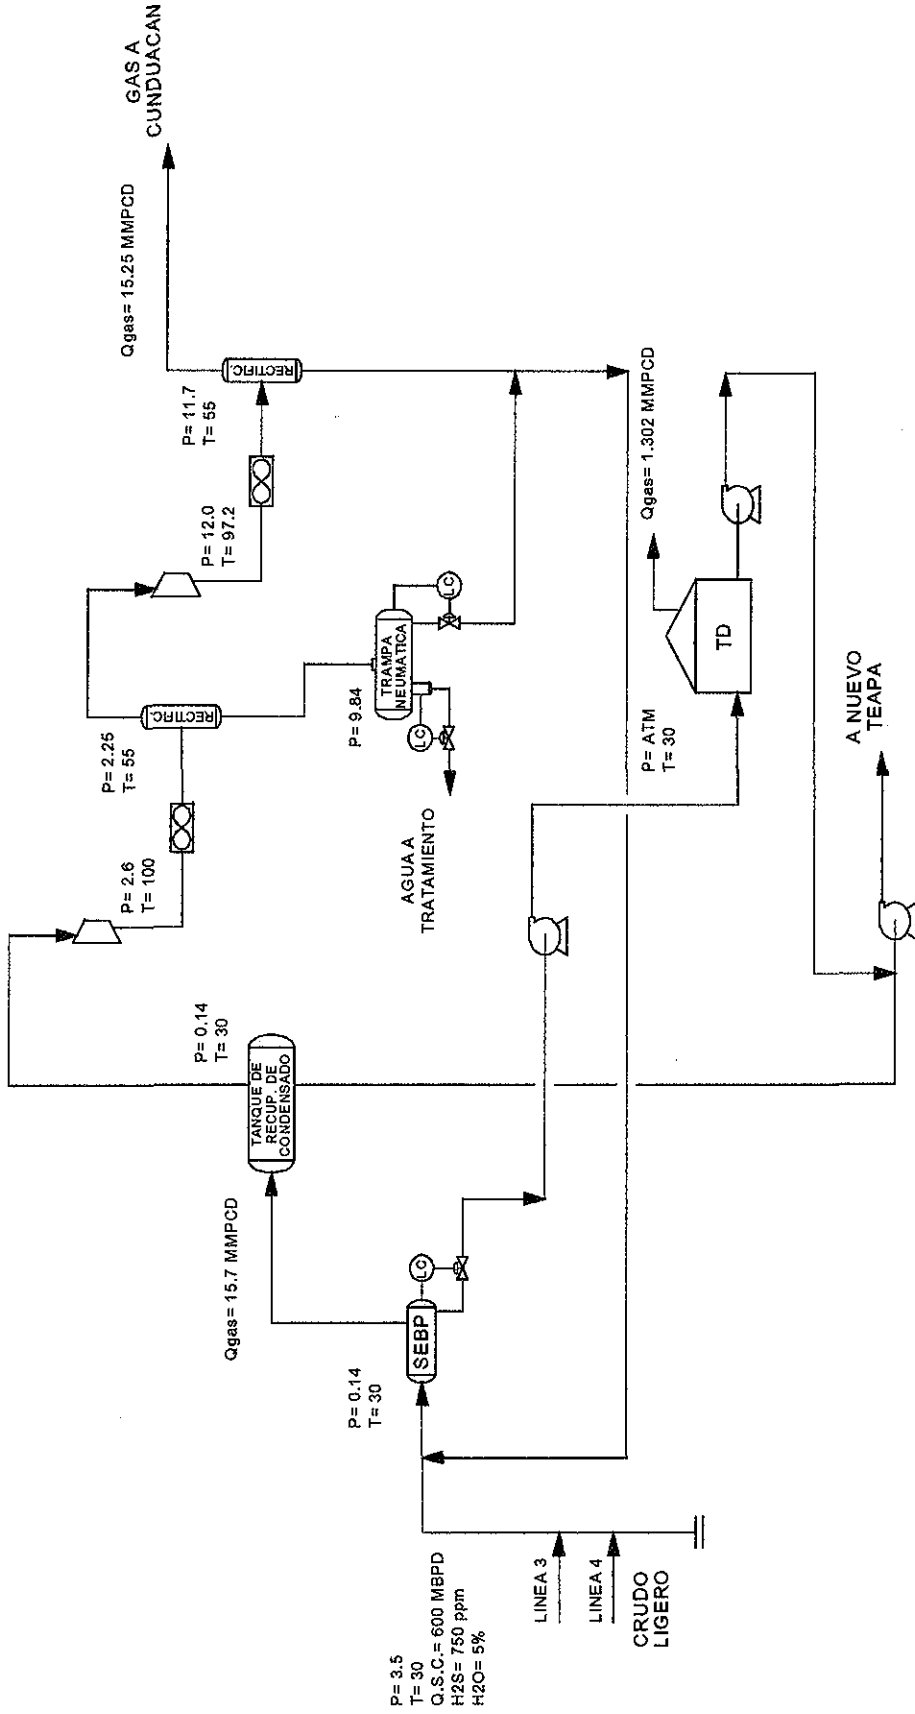 P= 3.5
T= 30
Q.S.C.= 600 MBPD
H2S= 750 ppm
H2O= 5%
LINEA 3
LINEA 4
CRUDO
LIGERO
P= 0.14
T= 30
SEBP
LC
Qgas= 15.7 MMPCD
TANQUE DE
RECUP. DE
CONDENSADO
P= 0.14
T= 30
P= 2.6
T= 100
P= 2.25
T= 55
RECTIFIC.
P= 12.0
T= 97.2
P= 11.7
T= 55
RECTIFIC.
Qgas= 15.25 MMPCD
GAS A
CUNDUACAN
P= 9.84
TRAMPA
NEUMATICA
LC
LC
AGUA A
TRATAMIENTO
P= ATM
T= 30
TD
Qgas= 1.302 MMPCD
A NUEVO
TEAPA